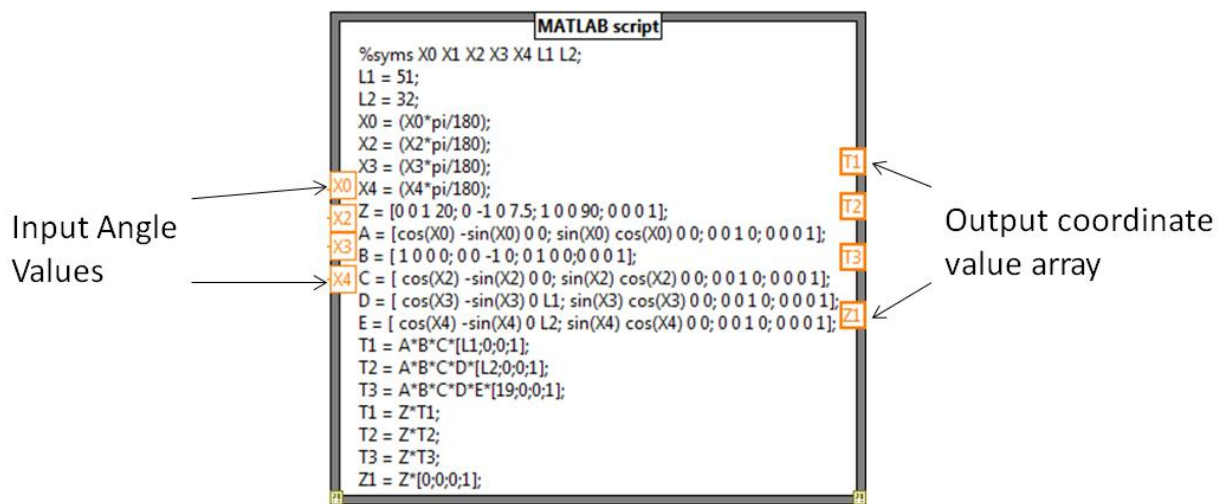 MATLAB script
%syms X0 X1 X2 X3 X4 L1 L2;
L1 = 51;
L2 = 32;
X0 = (X0*pi/180);
X2 = (X2*pi/180);
X3 = (X3*pi/180);
X4 = (X4*pi/180);
Z = [0 0 1 20; 0 -1 0 7.5; 1 0 0 90; 0 0 0 1];
A = [cos(X0) -sin(X0) 0 0; sin(X0) cos(X0) 0 0; 0 0 1 0; 0 0 0 1];
B = [ 1 0 0 0; 0 0 -1 0; 0 1 0 0;0 0 0 1];
C = [ cos(X2) -sin(X2) 0 0; sin(X2) cos(X2) 0 0; 0 0 1 0; 0 0 0 1];
D = [ cos(X3) -sin(X3) 0 L1; sin(X3) cos(X3) 0 0; 0 0 1 0; 0 0 0 1];
E = [ cos(X4) -sin(X4) 0 L2; sin(X4) cos(X4) 0 0; 0 0 1 0; 0 0 0 1];
T1 = A*B*C*[L1;0;0;1];
T2 = A*B*C*D*[L2;0;0;1];
T3 = A*B*C*D*E*[19;0;0;1];
T1 = Z*T1;
T2 = Z*T2;
T3 = Z*T3;
Z1 = Z*[0;0;0;1];
X0
X2
X3
X4
T1
T2
T3
Z1
Input Angle
Values
Output coordinate
value array